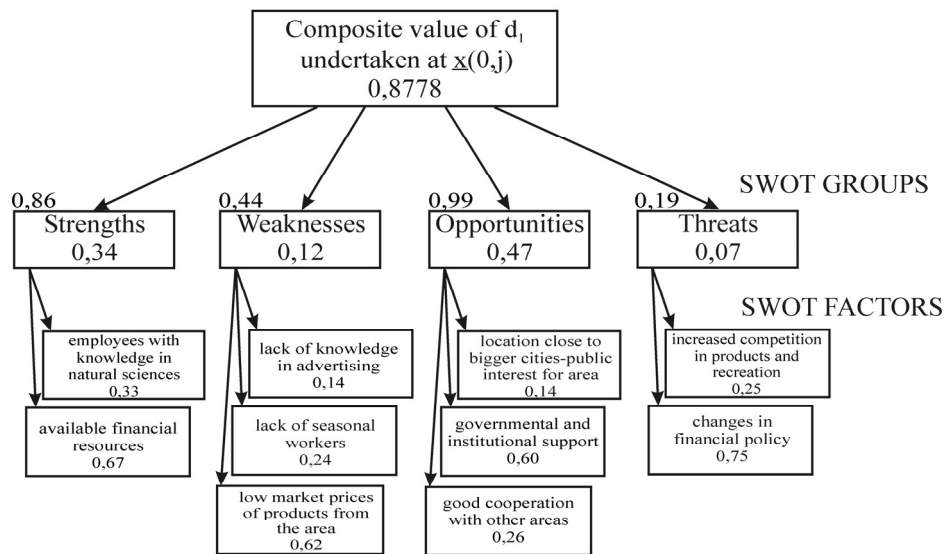 Composite value of d₁
undertaken at x(0,j)
0,8778
SWOT GROUPS
0,86
Strengths
0,34
0,44
Weaknesses
0,12
0,99
Opportunities
0,47
0,19
Threats
0,07
SWOT FACTORS
employees with
knowledge in
natural sciences
0,33
available financial
resources
0,67
lack of knowledge
in advertising
0,14
lack of seasonal
workers
0,24
low market prices
of products from
the area
0,62
location close to
bigger cities-public
interest for area
0,14
governmental and
institutional support
0,60
good cooperation
with other areas
0,26
increased competition
in products and
recreation
0,25
changes in
financial policy
0,75